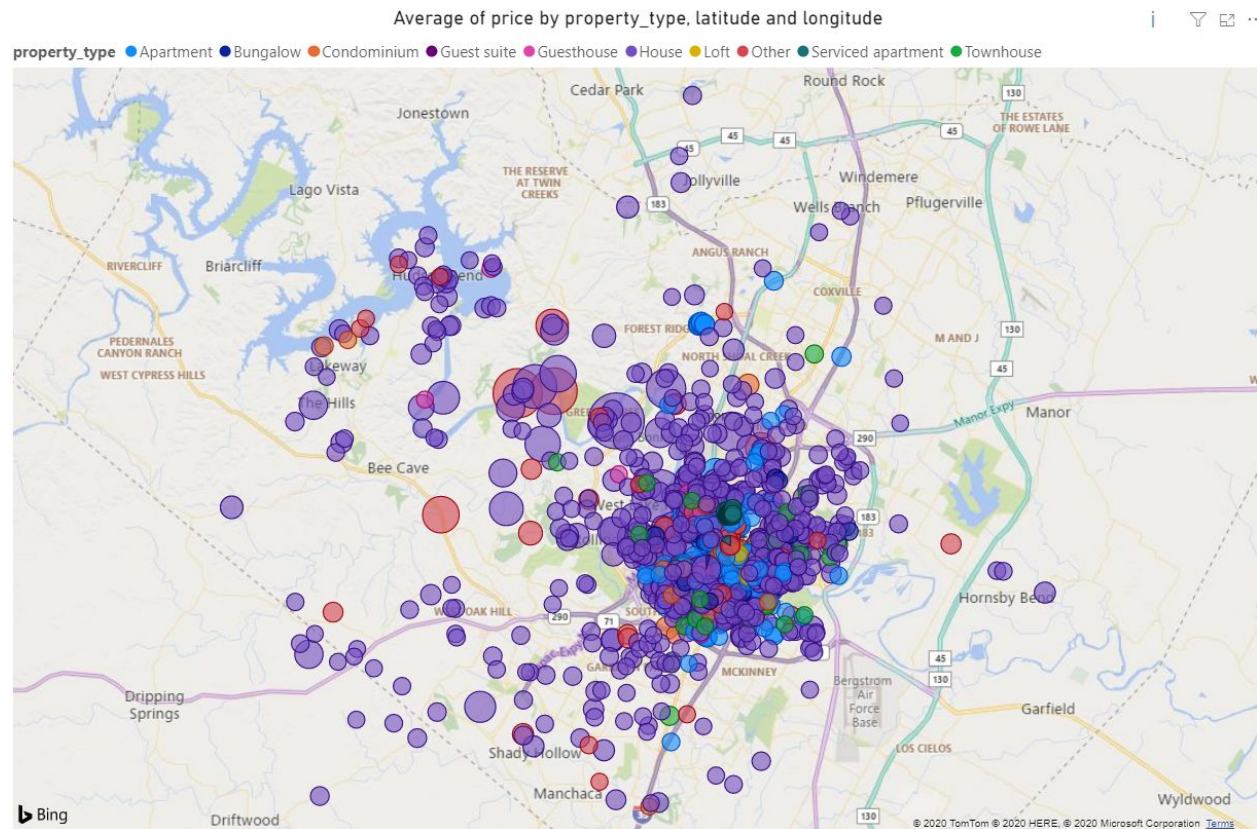 Average of price by property_type, latitude and longitude
property_type Apartment Bungalow Condominium Guest suite Guesthouse House Loft Other Serviced apartment Townhouse
Cedar Park
Round Rock
130
Jonestown
THE ESTATES
OF ROWE LANE
45
45
45
45
THE RESERVE
AT TWIN
CREEKS
Jollyville
Windemere
Lago Vista
183
Wells Branch
Pflugerville
ANGUS RANCH
RIVERCLIFF
Briarcliff
COXVILLE
FOREST
130
PEDERNALES
CANYON RANCH
M AND J
WEST CYPRESS HILLS
Lakeway
45
The Hills
Manor Expy
Manor
290
Bee Cave
183
183
Hornsby Bend
290
71
MCKINNEY
45
130
Bergstrom
Air
Force
Base
Dripping
Springs
Garfield
Shady Hollow
LOS CIELOS
Manchaca
Wyldwood
Bing
Driftwood
130
© 2020 TomTom © 2020 HERE, © 2020 Microsoft Corporation Terms